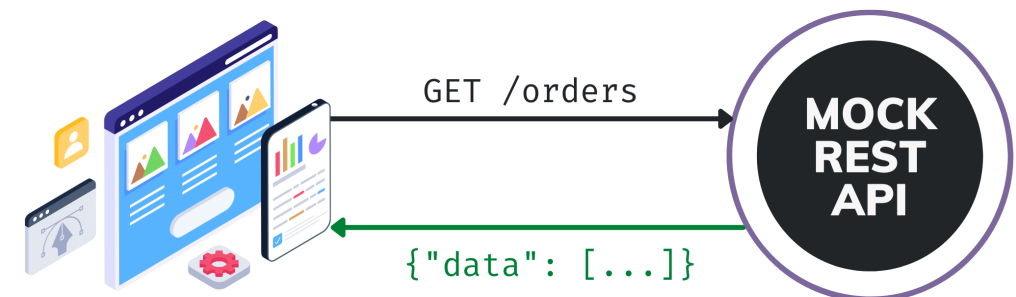 GET /orders
MOCK
REST
API
{"data": [...]}